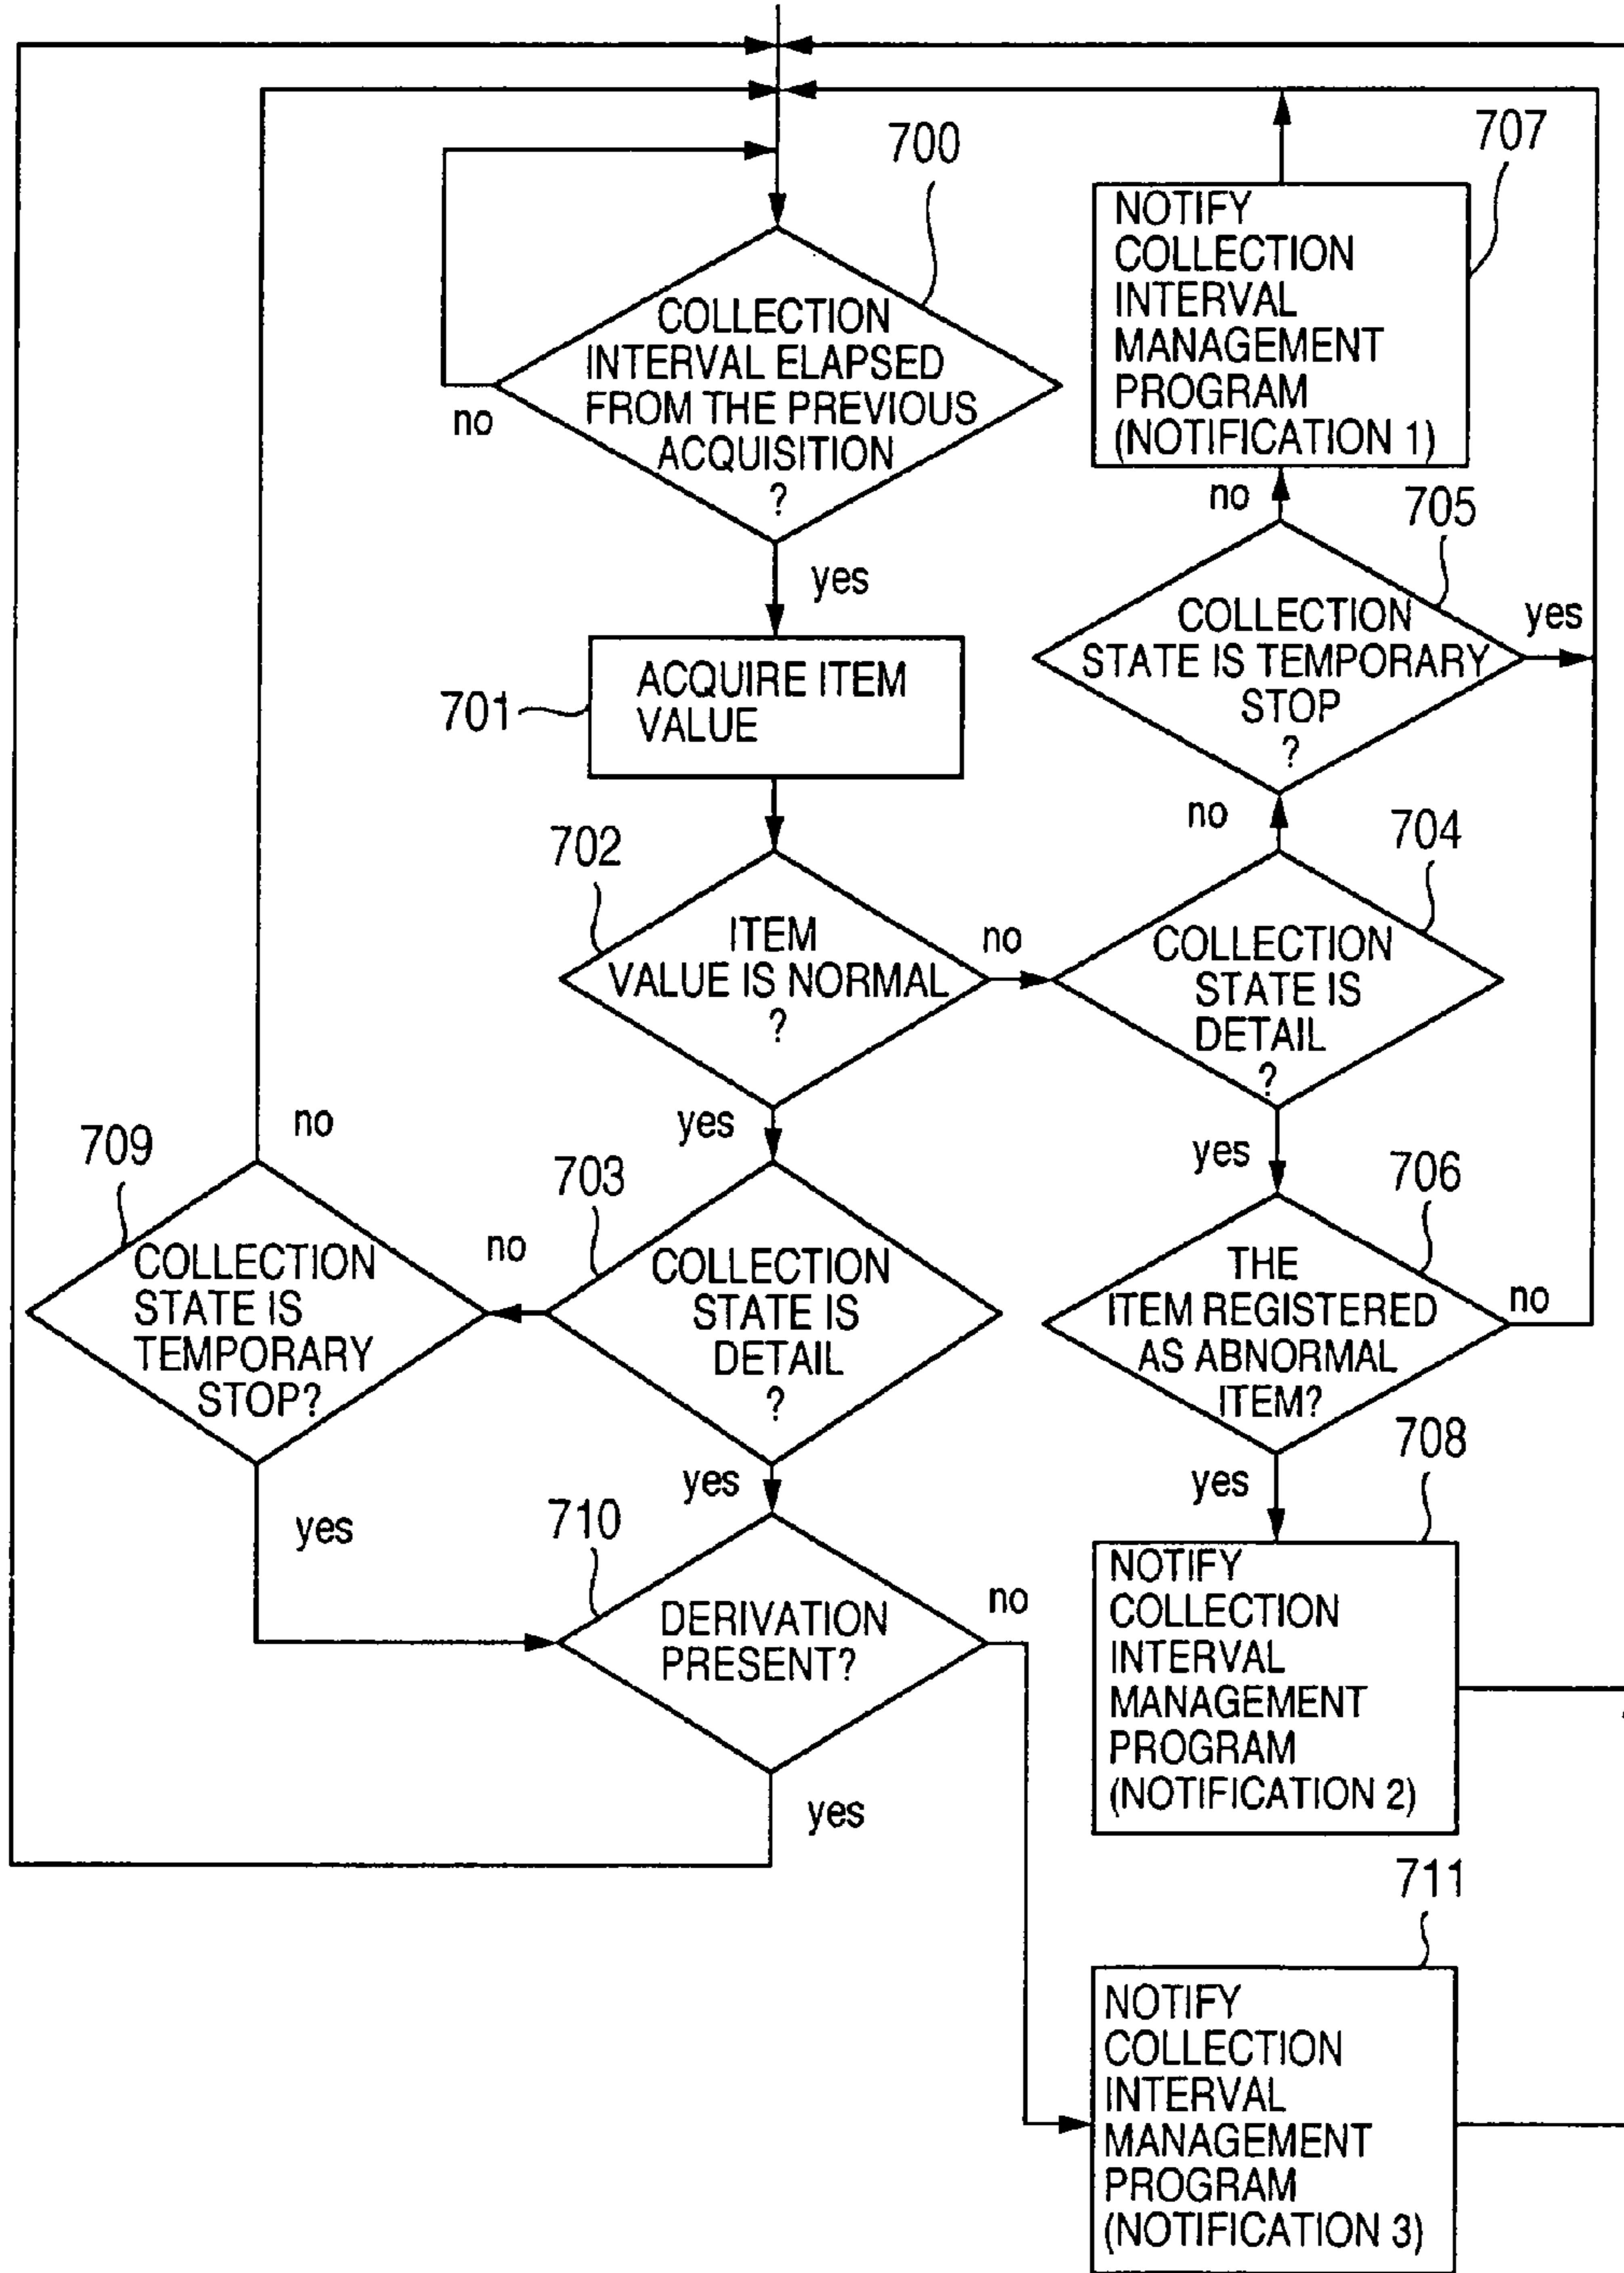 700
COLLECTION
INTERVAL ELAPSED
FROM THE PREVIOUS
ACQUISITION
?
no
yes
707
NOTIFY
COLLECTION
INTERVAL
MANAGEMENT
PROGRAM
(NOTIFICATION 1)
no
705
COLLECTION
STATE IS TEMPORARY
STOP
?
yes
no
701
ACQUIRE ITEM
VALUE
702
ITEM
VALUE IS NORMAL
?
no
yes
704
COLLECTION
STATE IS
DETAIL
?
yes
709
COLLECTION
STATE IS
TEMPORARY
STOP?
no
yes
703
COLLECTION
STATE IS
DETAIL
?
no
yes
706
THE
ITEM REGISTERED
AS ABNORMAL
ITEM?
no
yes
710
DERIVATION
PRESENT?
no
yes
708
NOTIFY
COLLECTION
INTERVAL
MANAGEMENT
PROGRAM
(NOTIFICATION 2)
711
NOTIFY
COLLECTION
INTERVAL
MANAGEMENT
PROGRAM
(NOTIFICATION 3)